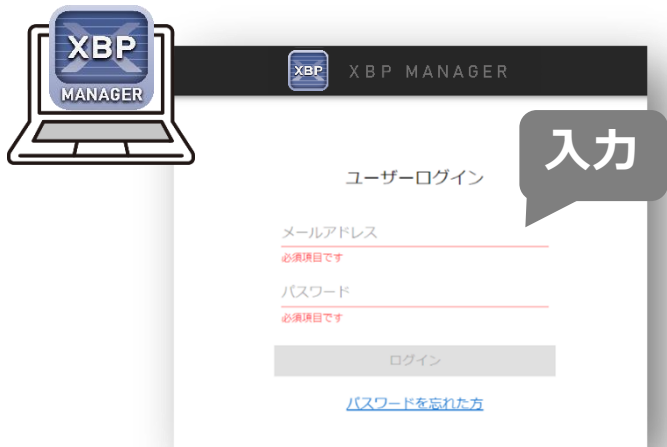 XBP
MANAGER
XBP
XBP MANAGER
入力
ユーザーログイン
メールアドレス
必須項目です
パスワード
必須項目です
ログイン
パスワードを忘れた方